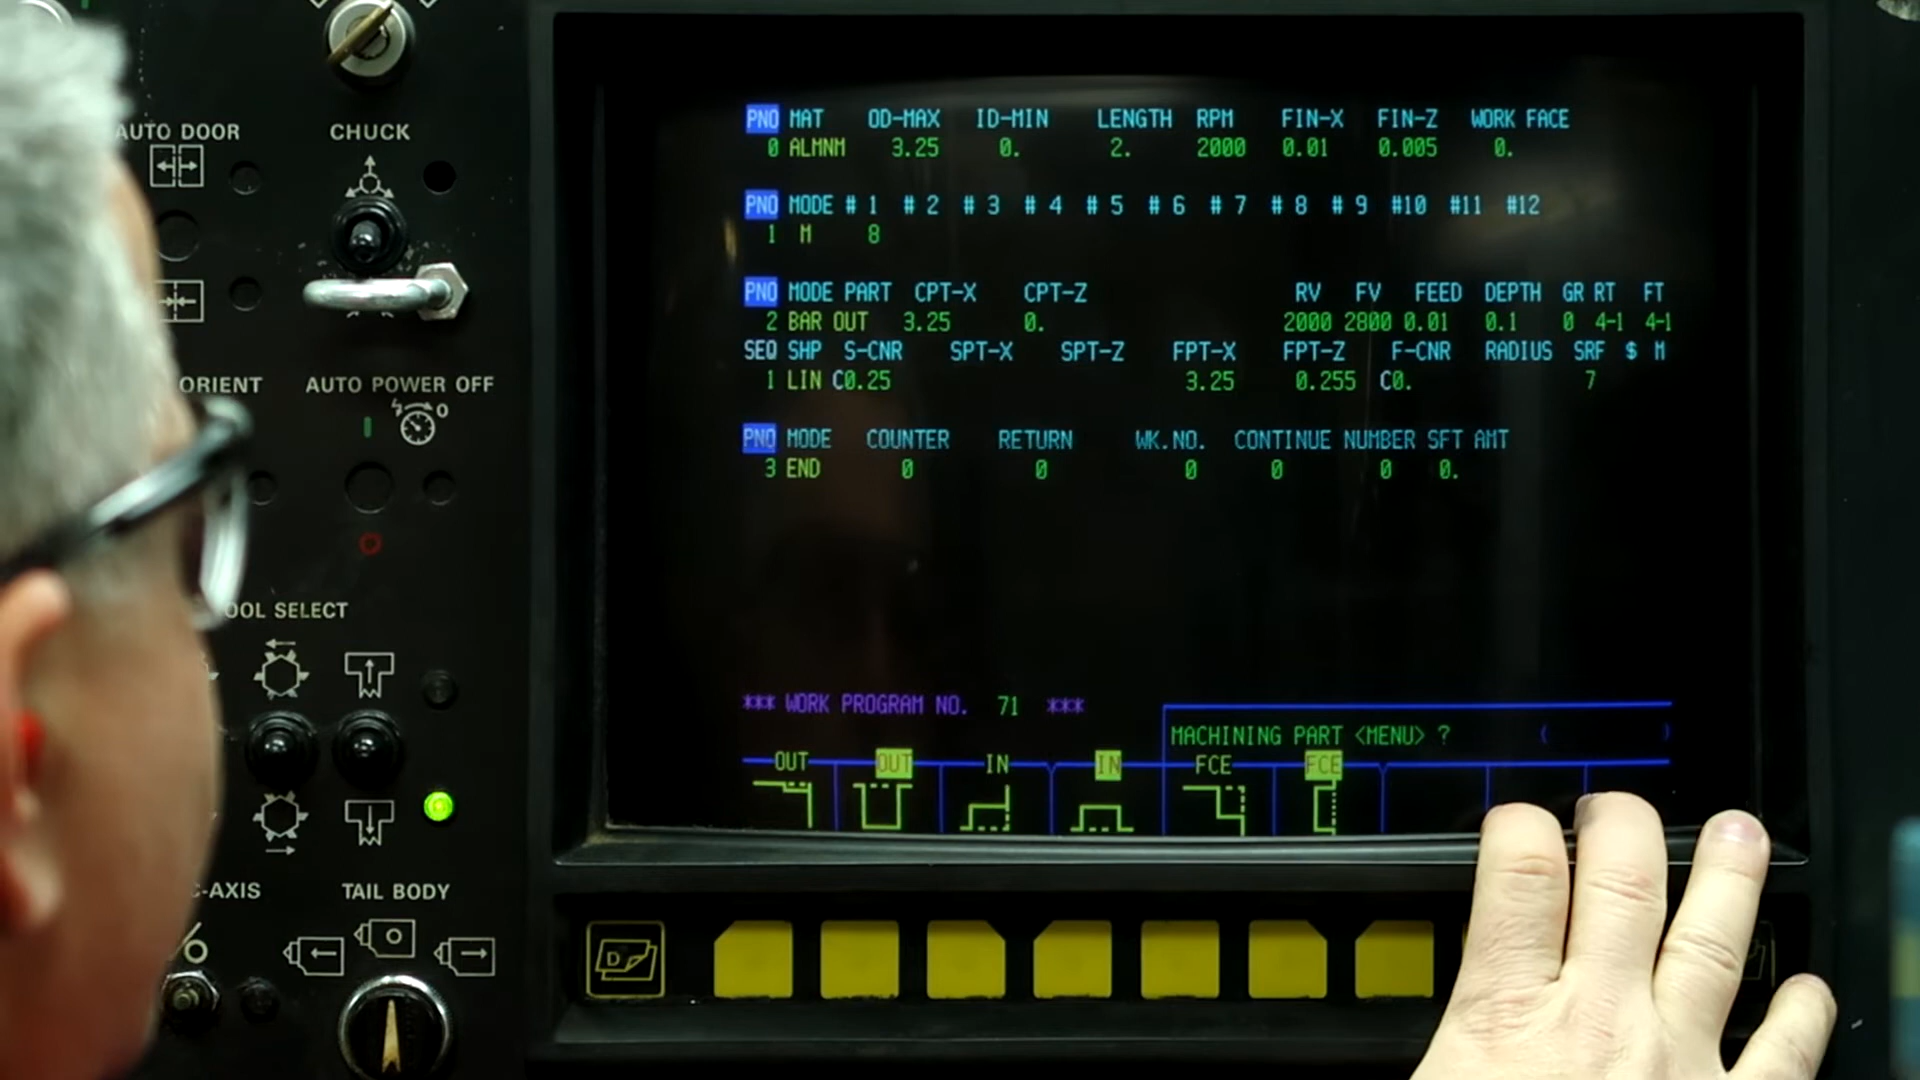 AUTO DOOR
CHUCK
ORIENT
AUTO POWER OFF
OOL SELECT
C-AXIS
TAIL BODY
PNO MAT OD-MAX ID-MIN LENGTH RPM FIN-X FIN-Z WORK FACE
0 ALMNM 3.25 0. 2. 2000 0.01 0.005 0.
PNO MODE # 1 # 2 # 3 # 4 # 5 # 6 # 7 # 8 # 9 #10 #11 #12
1 M 8
PNO MODE PART CPT-X CPT-Z RV FV FEED DEPTH GR RT FT
2 BAR OUT 3.25 0. 2000 2800 0.01 0.1 0 4-1 4-1
SEQ SHP S-CNR SPT-X SPT-Z FPT-X FPT-Z F-CNR RADIUS SRF $ M
1 LIN C0.25 3.25 0.255 C0. 7
PNO MODE COUNTER RETURN WK.NO. CONTINUE NUMBER SFT AMT
3 END 0 0 0 0 0 0.
*** WORK PROGRAM NO. 71 ***
MACHINING PART <MENU> ? ( )
OUT OUT IN IN FCE FCE
D